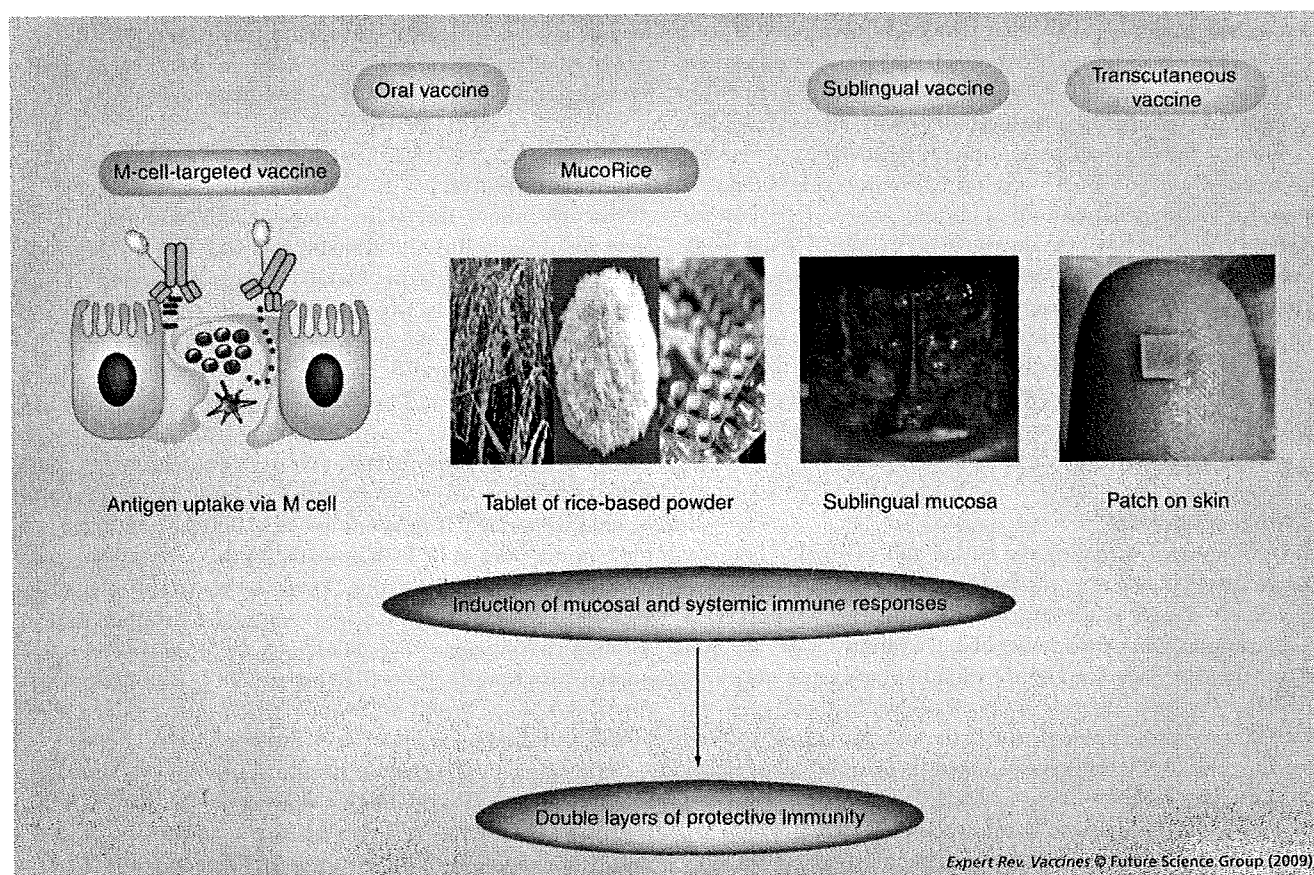 Oral vaccine
Sublingual vaccine
Transcutaneous
vaccine
M-cell-targeted vaccine
MucoRice
Antigen uptake via M cell
Tablet of rice-based powder
Sublingual mucosa
Patch on skin
Induction of mucosal and systemic immune responses
Double layers of protective immunity
Expert Rev. Vaccines © Future Science Group (2009)